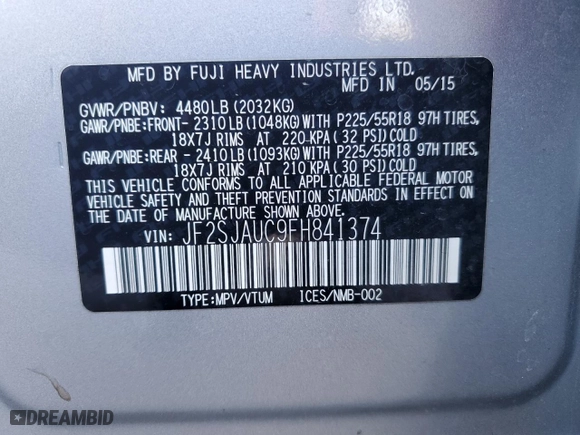 MFD BY FUJI HEAVY INDUSTRIES LTD.
MFD IN 05/15
GVWR/PNBV: 4480LB (2032KG)
GAWR/PNBE:FRONT- 2310LB (1048KG) WITH P225/55R18 97H TIRES,
18X7J RIMS AT 220 KPA (32 PSI) COLD
GAWR/PNBE:REAR - 2410LB (1093KG) WITH P225/55R18 97H TIRES,
18X7J RIMS AT 210 KPA (30 PSI) COLD
THIS VEHICLE CONFORMS TO ALL APPLICABLE FEDERAL MOTOR
VEHICLE SAFETY AND THEFT PREVENTION STANDARDS IN EFFECT
ON THE DATE OF MANUFACTURE SHOWN ABOVE.
VIN: JF2SJAUC9FH841374
TYPE:MPV/VTUM ICES/NMB-002
DREAMBID